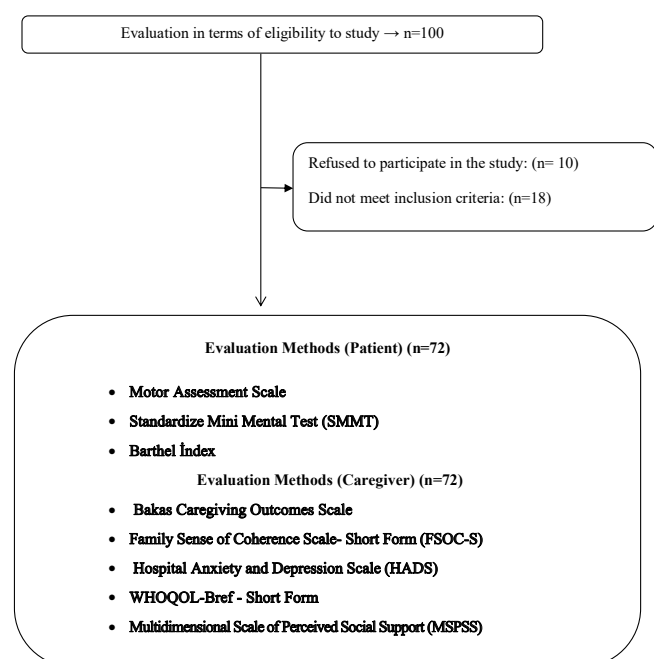 Evaluation in terms of eligibility to study → n=100
Refused to participate in the study: (n= 10)
Did not meet inclusion criteria: (n=18)
Evaluation Methods (Patient) (n=72)
• Motor Assessment Scale
• Standardize Mini Mental Test (SMMT)
• Barthel İndex
Evaluation Methods (Caregiver) (n=72)
• Bakas Caregiving Outcomes Scale
• Family Sense of Coherence Scale- Short Form (FSOC-S)
• Hospital Anxiety and Depression Scale (HADS)
• WHOQOL-Bref - Short Form
• Multidimensional Scale of Perceived Social Support (MSPSS)